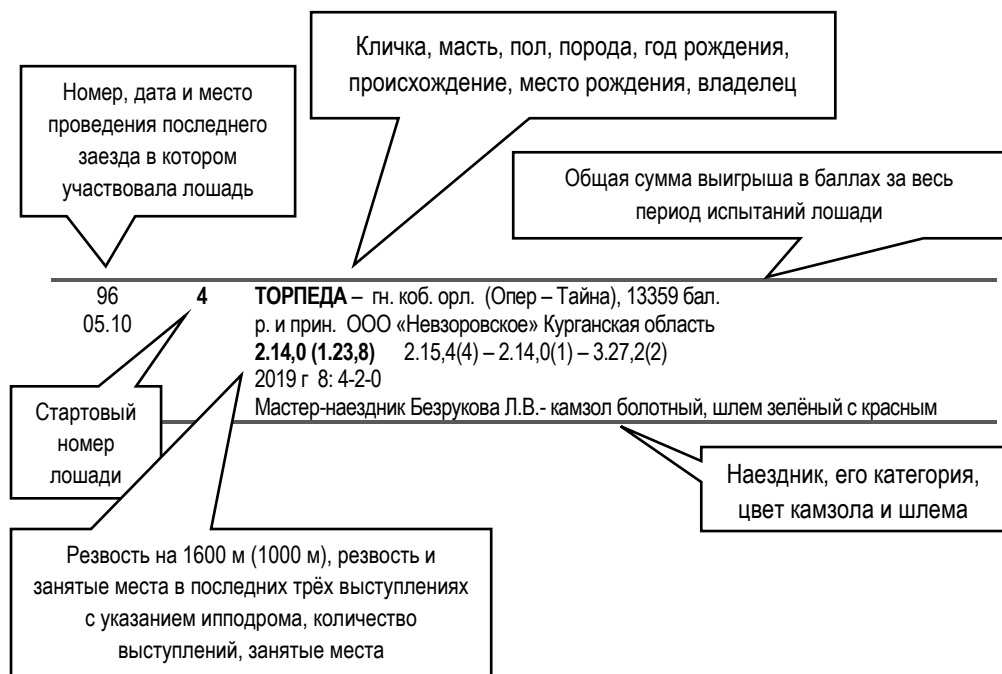 Кличка, масть, пол, порода, год рождения,
происхождение, место рождения, владелец
Номер, дата и место
проведения последнего
заезда в котором
участвовала лошадь
Общая сумма выигрыша в баллах за весь
период испытаний лошади
96 4 ТОРПЕДА – гн. коб. орл. (Опер – Тайна), 13359 бал.
05.10 р. и прин. ООО «Невзоровское» Курганская область
2.14,0 (1.23,8) 2.15,4(4) – 2.14,0(1) – 3.27,2(2)
2019 г 8: 4-2-0
Мастер-наездник Безрукова Л.В.- камзол болотный, шлем зелёный с красным
Стартовый
номер
лошади
Наездник, его категория,
цвет камзола и шлема
Резвость на 1600 м (1000 м), резвость и
занятые места в последних трёх выступлениях
с указанием ипподрома, количество
выступлений, занятые места